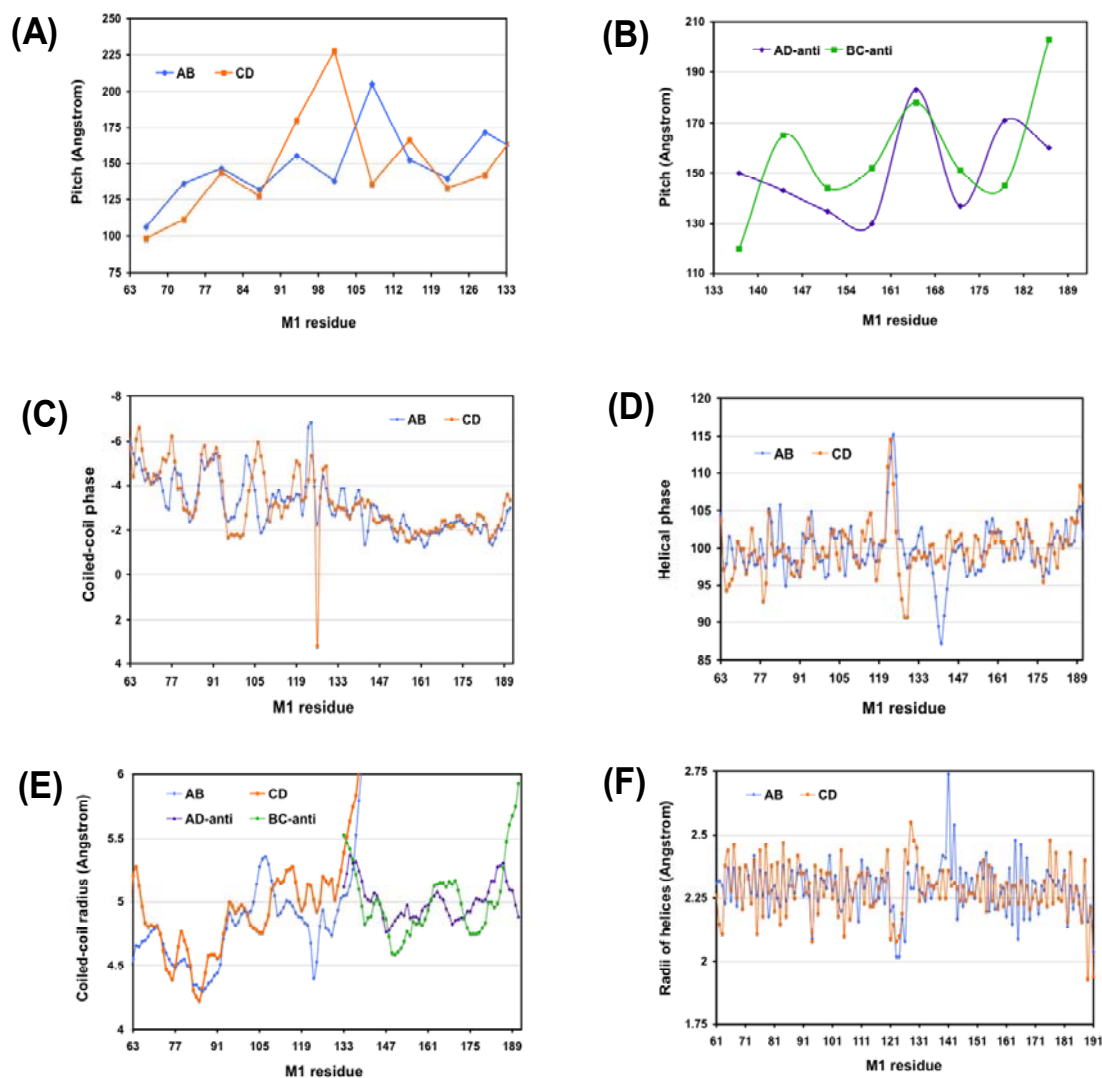 (A)
250
225
200
175
150
125
100
75
Pitch (Angstrom)
AB CD
63 70 77 84 91 98 105 112 119 126 133
M1 residue
(B)
210
190
170
150
130
110
Pitch (Angstrom)
AD-anti BC-anti
133 140 147 154 161 168 175 182 189
M1 residue
(C)
-8
-6
-4
-2
0
2
4
Coiled-coil phase
AB CD
63 77 91 105 119 133 147 161 175 189
M1 residue
(D)
120
115
110
105
100
95
90
85
Helical phase
AB CD
63 77 91 105 119 133 147 161 175 189
M1 residue
(E)
6
5.5
5
4.5
4
Coiled-coil radius (Angstrom)
AB CD
AD-anti BC-anti
63 77 91 105 119 133 147 161 175 189
M1 residue
(F)
2.75
2.5
2.25
2
1.75
Radii of helices (Angstrom)
AB CD
61 71 81 91 101 111 121 131 141 151 161 171 181 191
M1 residue